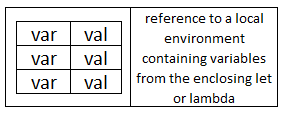 var val
var val
var val
reference to a local
environment
containing variables
from the enclosing let
or lambda